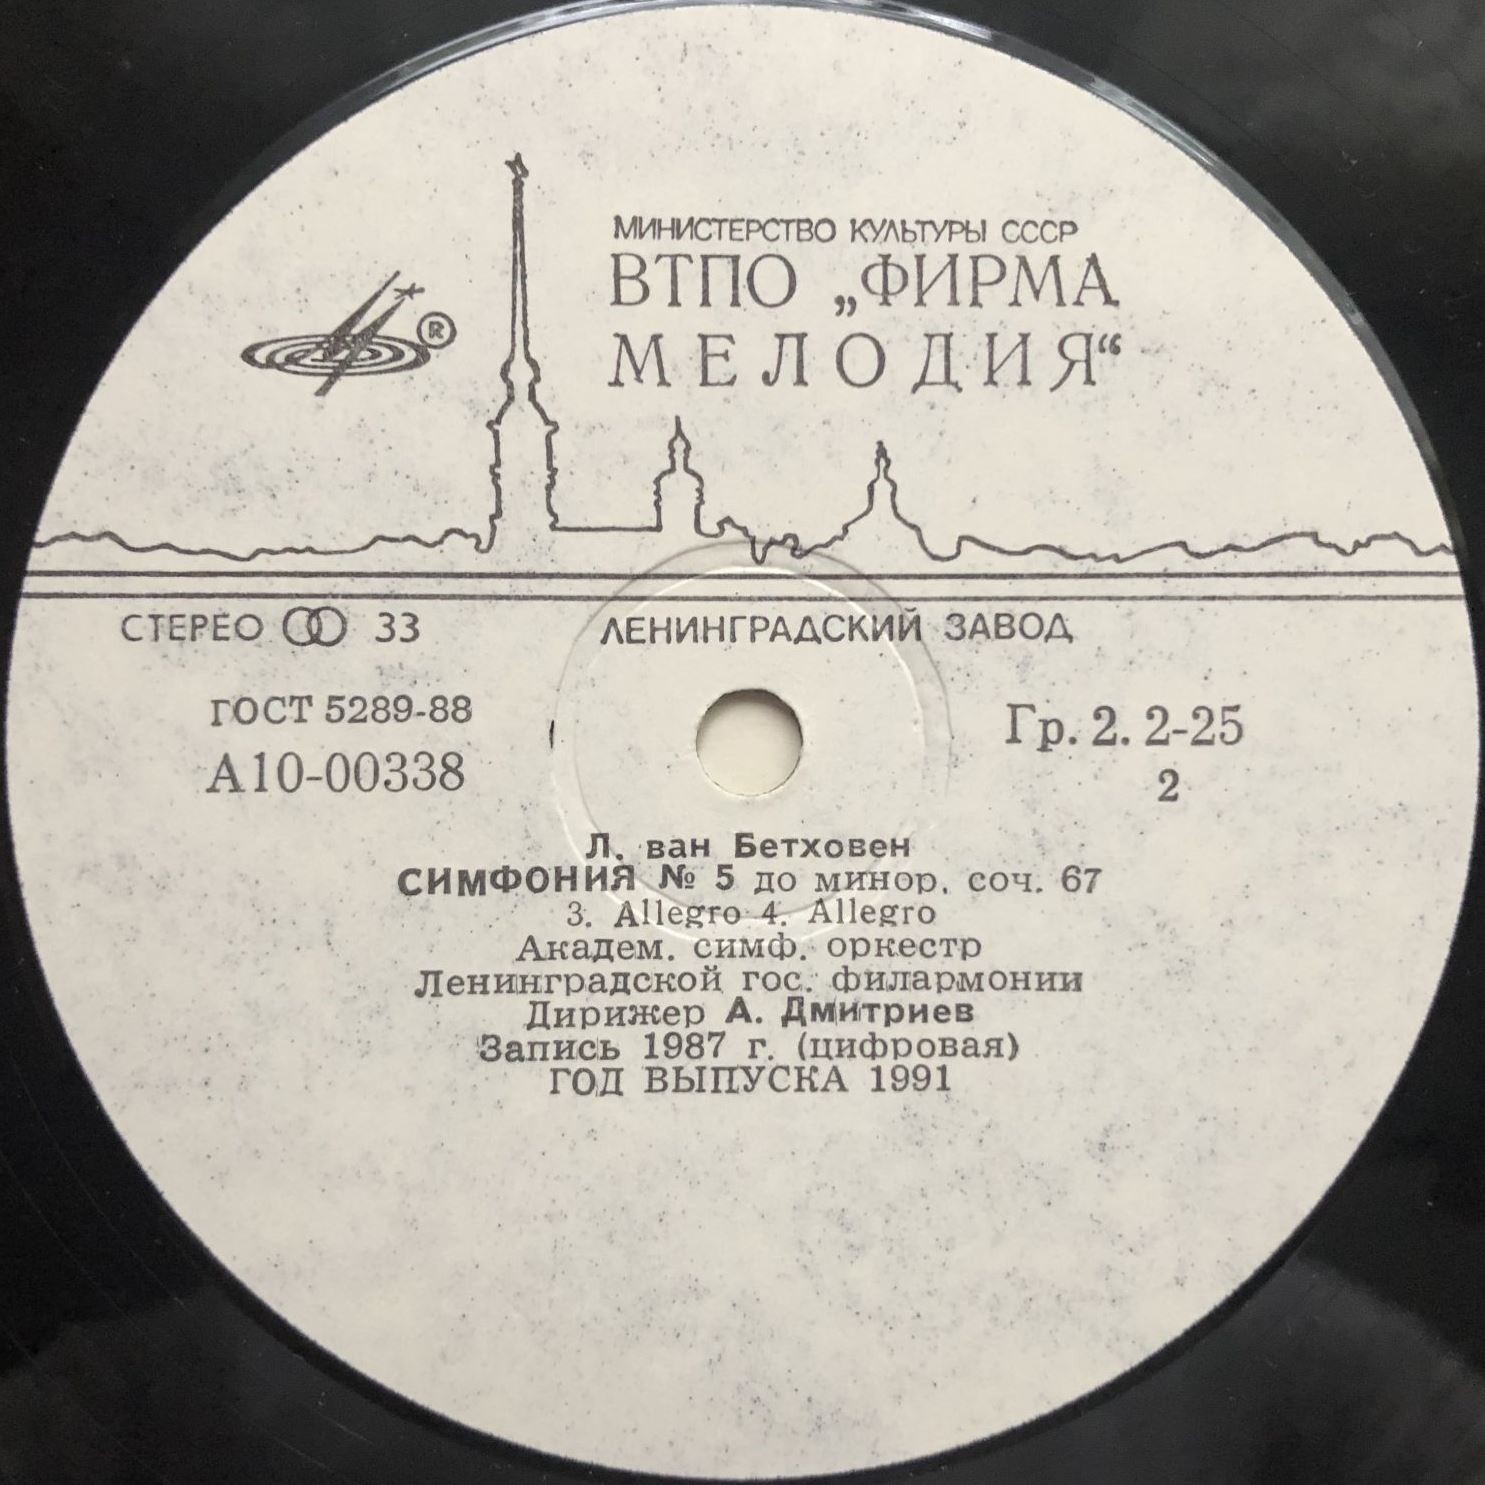 МИНИСТЕРСТВО КУЛЬТУРЫ СССР
ВТПО „ФИРМА
МЕЛОДИЯ“
®
СТЕРЕО 33
ЛЕНИНГРАДСКИЙ ЗАВОД
ГОСТ 5289-88
А10-00338
Гр. 2. 2-25
2
Л. ван Бетховен
СИМФОНИЯ № 5 до минор, соч. 67
3. Allegro 4. Allegro
Академ. симф. оркестр
Ленинградской гос. филармонии
Дирижер А. Дмитриев
Запись 1987 г. (цифровая)
ГОД ВЫПУСКА 1991